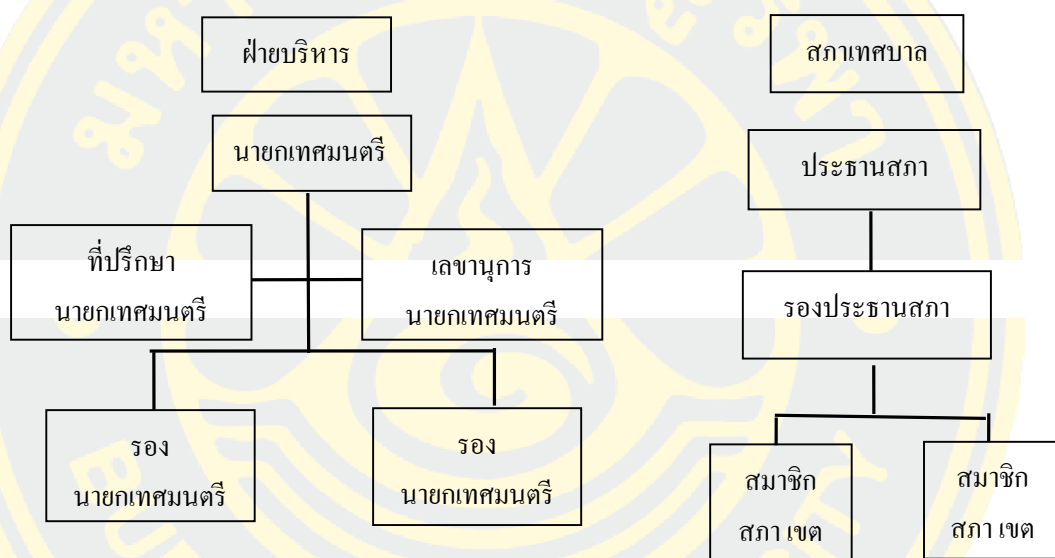 ฝ่ายบริหาร
สภาเทศบาล
นายกเทศมนตรี
ประธานสภา
ที่ปรึกษา
นายกเทศมนตรี
เลขานุการ
นายกเทศมนตรี
รองประธานสภา
รอง
นายกเทศมนตรี
รอง
นายกเทศมนตรี
สมาชิก
สภา เขต
สมาชิก
สภา เขต